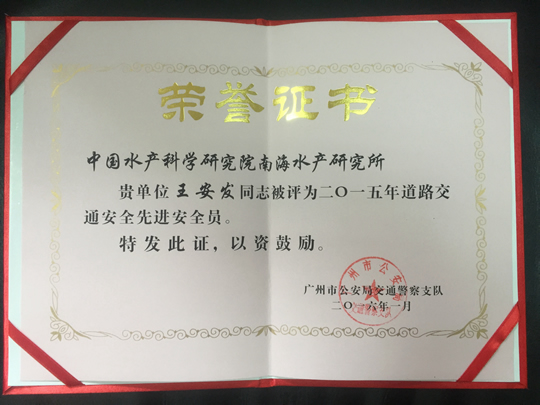 荣誉证书
中国水产科学研究院南海水产研究所
贵单位王安发同志被评为二〇一五年道路交
通安全先进安全员。
特发此证，以资鼓励。
广州市公安局交通警察支队
二〇一六年一月